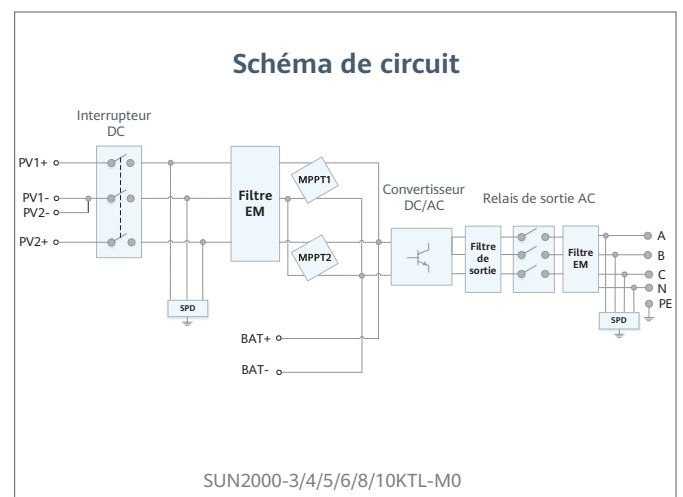 Schéma de circuit
Interrupteur
DC
PV1+
PV1-
PV2-
PV2+
Filtre
EM
MPPT1
MPPT2
SPD
BAT+
BAT-
Convertisseur
DC/AC
Relais de sortie AC
Filtre
de
sortie
Filtre
EM
A
B
C
N
PE
SPD
SUN2000-3/4/5/6/8/10KTL-M0